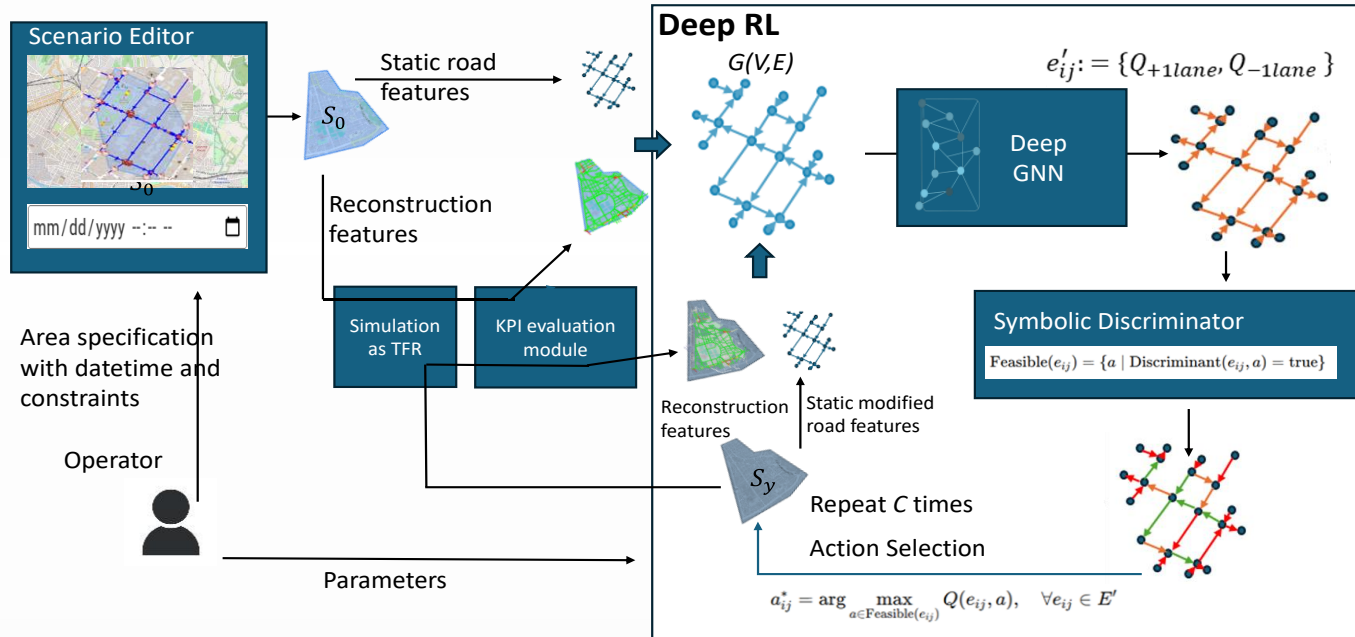 Scenario Editor
S₀
mm/dd/yyyy --:-- --
Area specification
with datetime and
constraints
Operator
Parameters
S₀
Static road
features
Reconstruction
features
Simulation
as TFR
KPI evaluation
module
Deep RL
G(V,E)
Deep
GNN
e′ᵢⱼ: = {Q₊₁ₗₐₙₑ, Q₋₁ₗₐₙₑ }
Symbolic Discriminator
Feasible(eᵢⱼ) = {a | Discriminant(eᵢⱼ, a) = true}
Reconstruction
features
Static modified
road features
S_y
Repeat C times
Action Selection
a*ᵢⱼ = arg max_{a∈Feasible(eᵢⱼ)} Q(eᵢⱼ, a), ∀eᵢⱼ ∈ E′